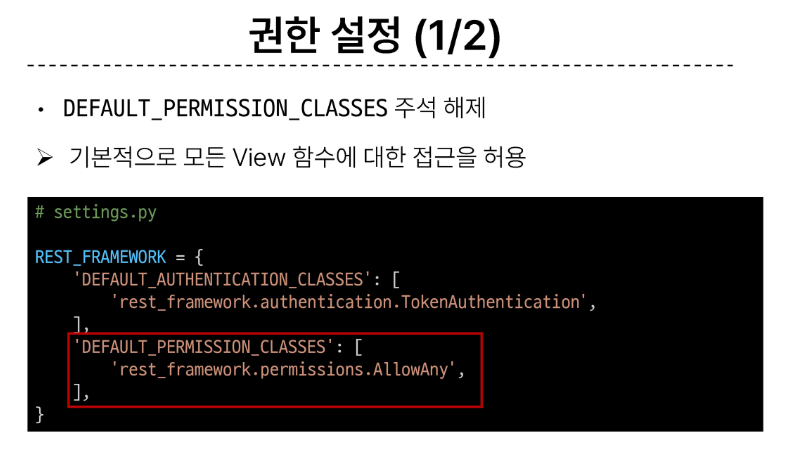 권한 설정 (1/2)
• DEFAULT_PERMISSION_CLASSES 주석 해제
➢ 기본적으로 모든 View 함수에 대한 접근을 허용
# settings.py
REST_FRAMEWORK = {
    'DEFAULT_AUTHENTICATION_CLASSES': [
        'rest_framework.authentication.TokenAuthentication',
    ],
    'DEFAULT_PERMISSION_CLASSES': [
        'rest_framework.permissions.AllowAny',
    ],
}